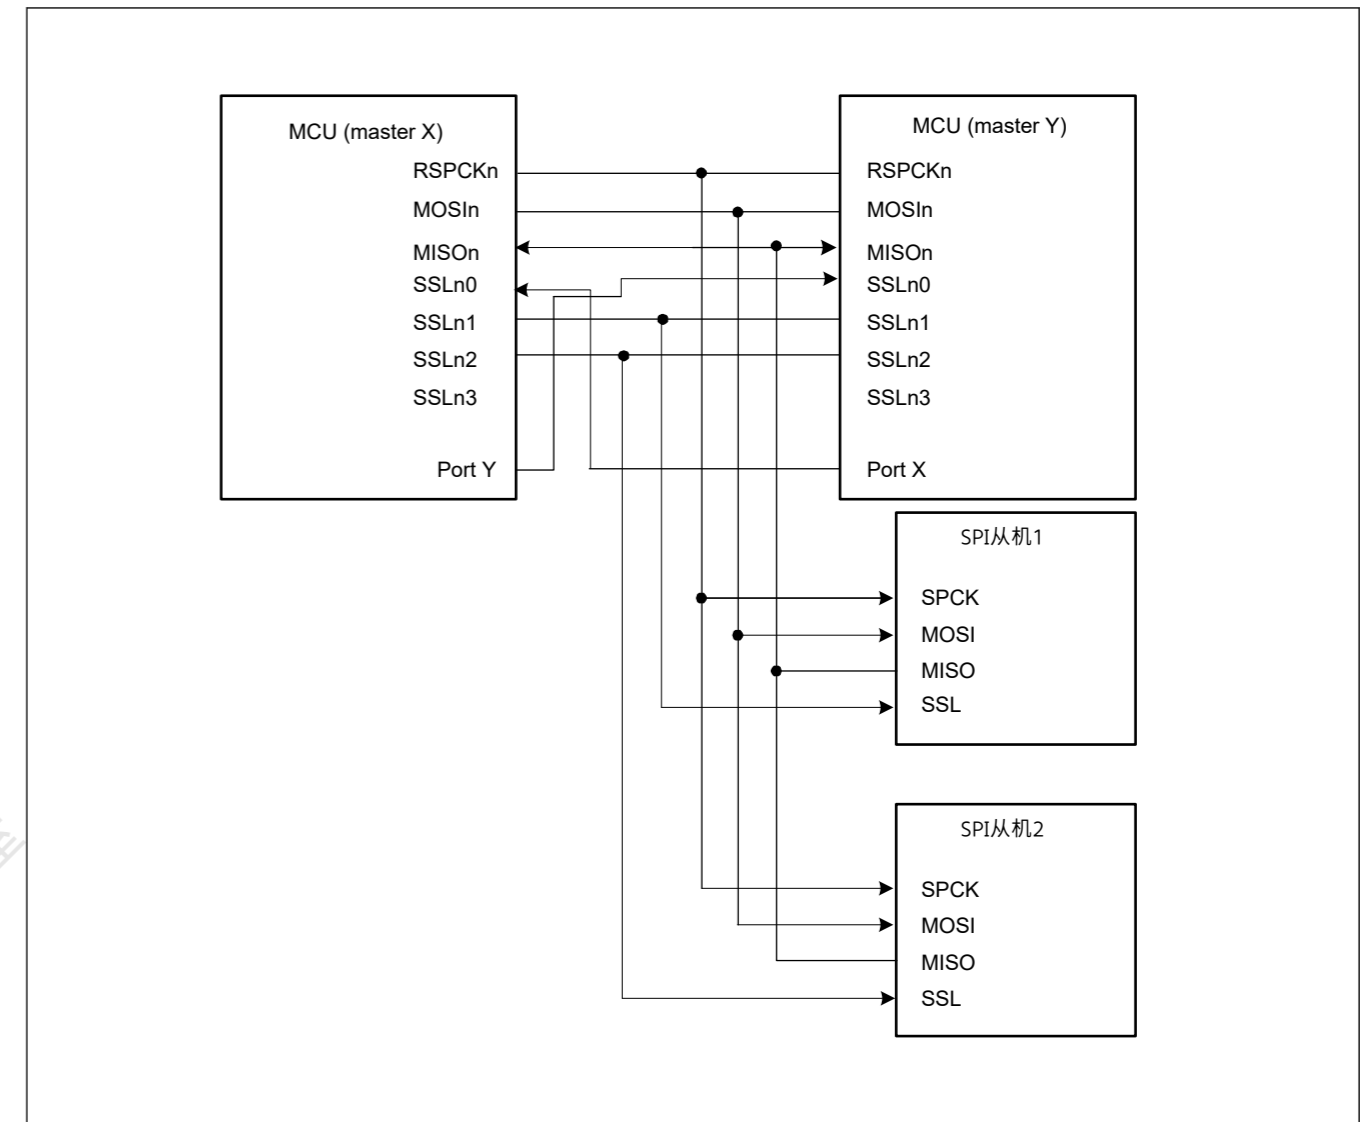 MCU (master X)
RSPCKn
MOSIn
MISOn
SSLn0
SSLn1
SSLn2
SSLn3
Port Y
MCU (master Y)
RSPCKn
MOSIn
MISOn
SSLn0
SSLn1
SSLn2
SSLn3
Port X
SPI从机1
SPCK
MOSI
MISO
SSL
SPI从机2
SPCK
MOSI
MISO
SSL